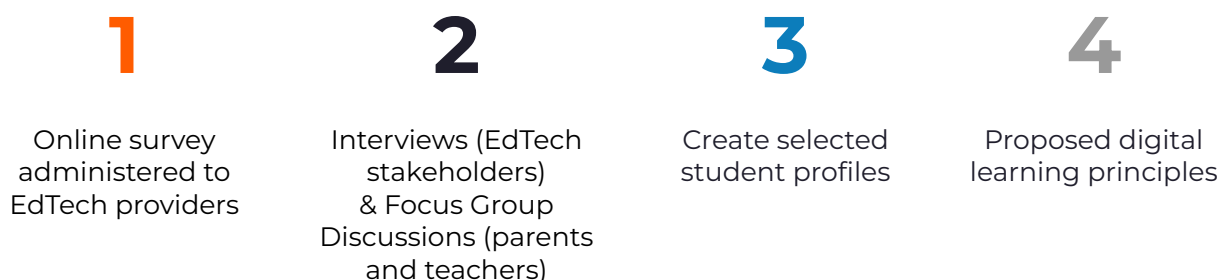 1
Online survey
administered to
EdTech providers
2
Interviews (EdTech
stakeholders)
& Focus Group
Discussions (parents
and teachers)
3
Create selected
student profiles
4
Proposed digital
learning principles